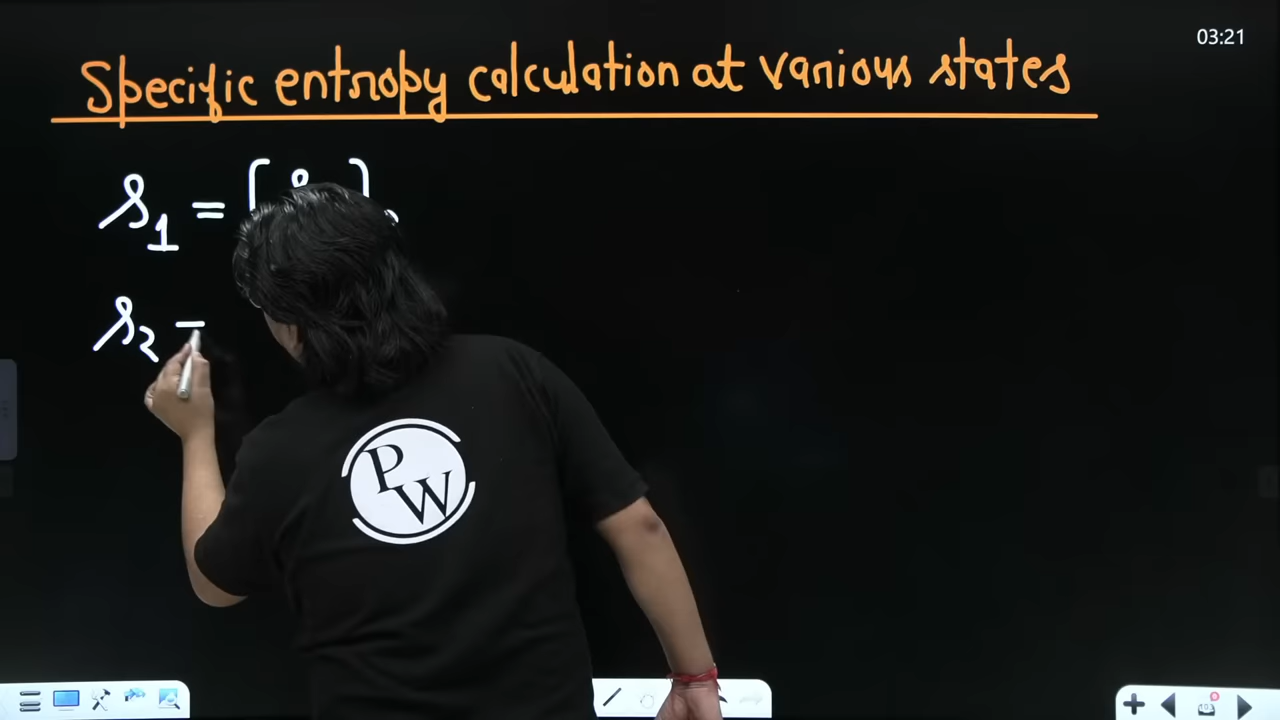 03:21
Specific entropy calculation at various states
s₁ = [s
s₂ =
PW